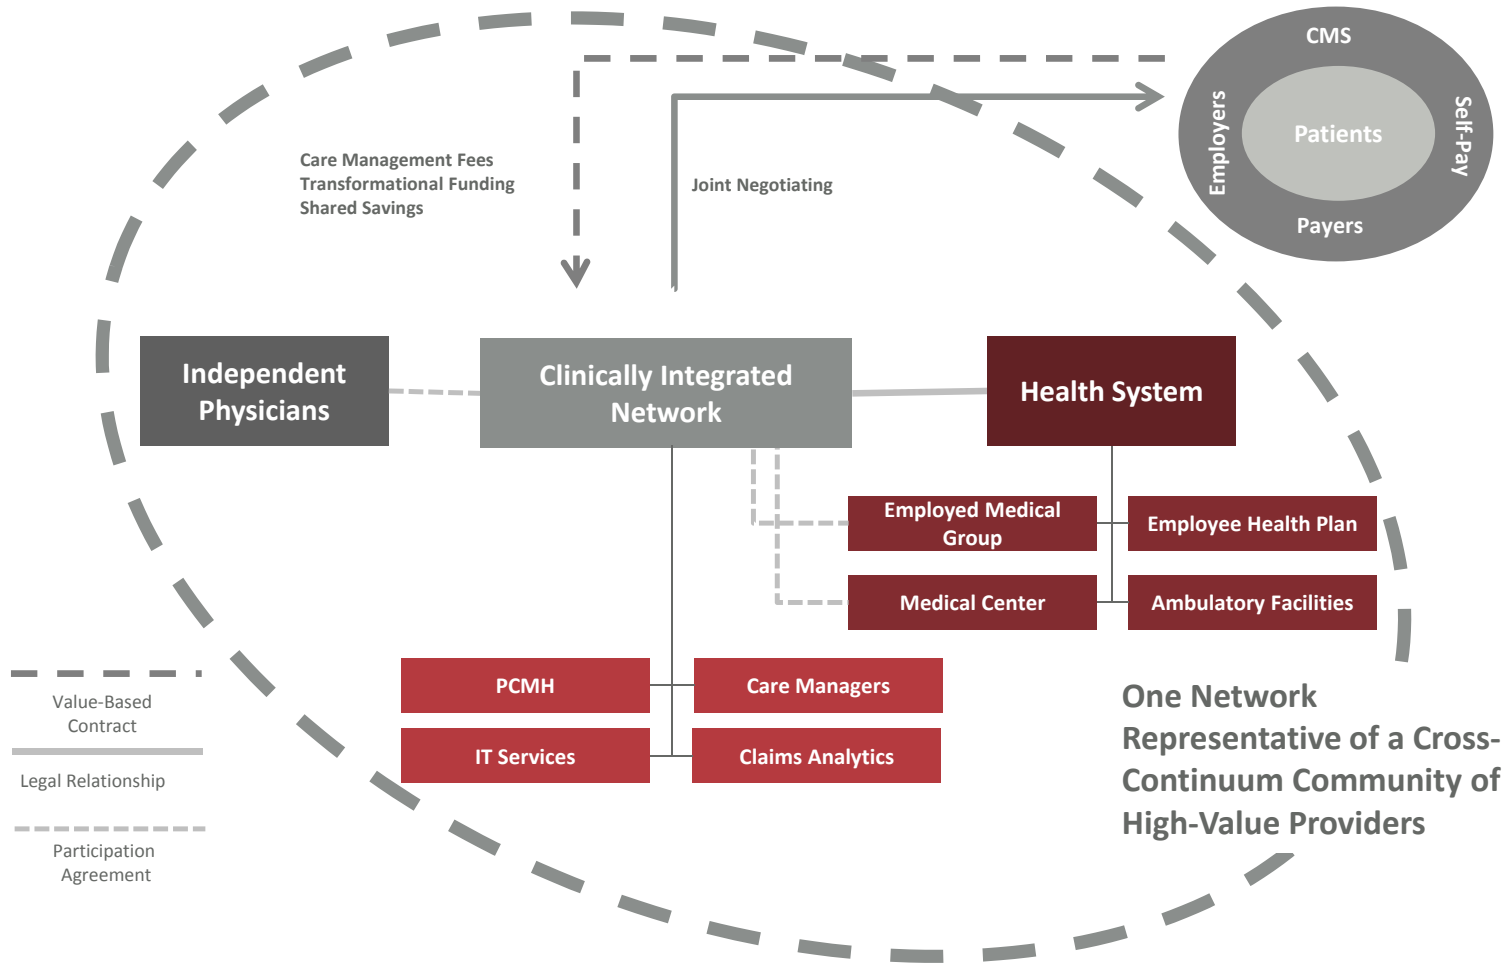 CMS
Employers
Self-Pay
Patients
Payers
Care Management Fees
Transformational Funding
Shared Savings
Joint Negotiating
Independent
Physicians
Clinically Integrated
Network
Health System
Employed Medical
Group
Employee Health Plan
Medical Center
Ambulatory Facilities
PCMH
Care Managers
IT Services
Claims Analytics
Value-Based
Contract
Legal Relationship
Participation
Agreement
One Network
Representative of a Cross-
Continuum Community of
High-Value Providers